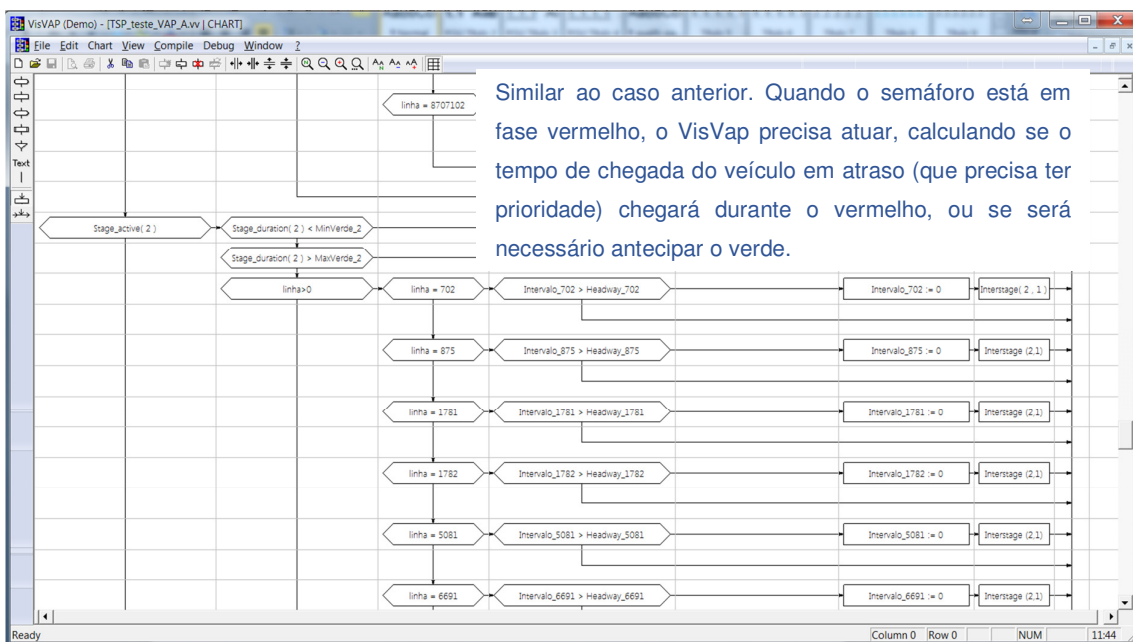 VisVAP (Demo) - [TSP_teste_VAP_A.vv | CHART]
File Edit Chart View Compile Debug Window ?
Text
linha = 8707102
Similar ao caso anterior. Quando o semáforo está em
fase vermelho, o VisVap precisa atuar, calculando se o
tempo de chegada do veículo em atraso (que precisa ter
prioridade) chegará durante o vermelho, ou se será
necessário antecipar o verde.
Stage_active( 2 ) Stage_duration( 2 ) < MinVerde_2
Stage_duration( 2 ) > MaxVerde_2
linha>0 linha = 702 Intervalo_702 > Headway_702 Intervalo_702 := 0 Interstage( 2 , 1 )
linha = 875 Intervalo_875 > Headway_875 Intervalo_875 := 0 Interstage (2,1)
linha = 1781 Intervalo_1781 > Headway_1781 Intervalo_1781 := 0 Interstage (2,1)
linha = 1782 Intervalo_1782 > Headway_1782 Intervalo_1782 := 0 Interstage (2,1)
linha = 5081 Intervalo_5081 > Headway_5081 Intervalo_5081 := 0 Interstage (2,1)
linha = 6691 Intervalo_6691 > Headway_6691 Intervalo_6691 := 0 Interstage (2,1)
Ready Column 0 Row 0 NUM 11:44